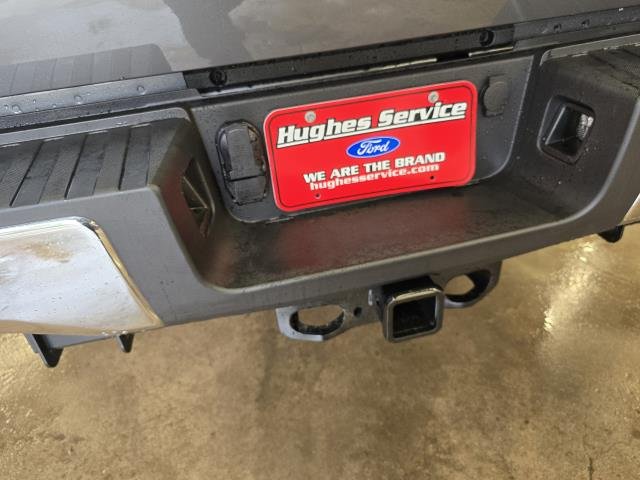 Hughes Service
Ford
WE ARE THE BRAND
hughesservice.com